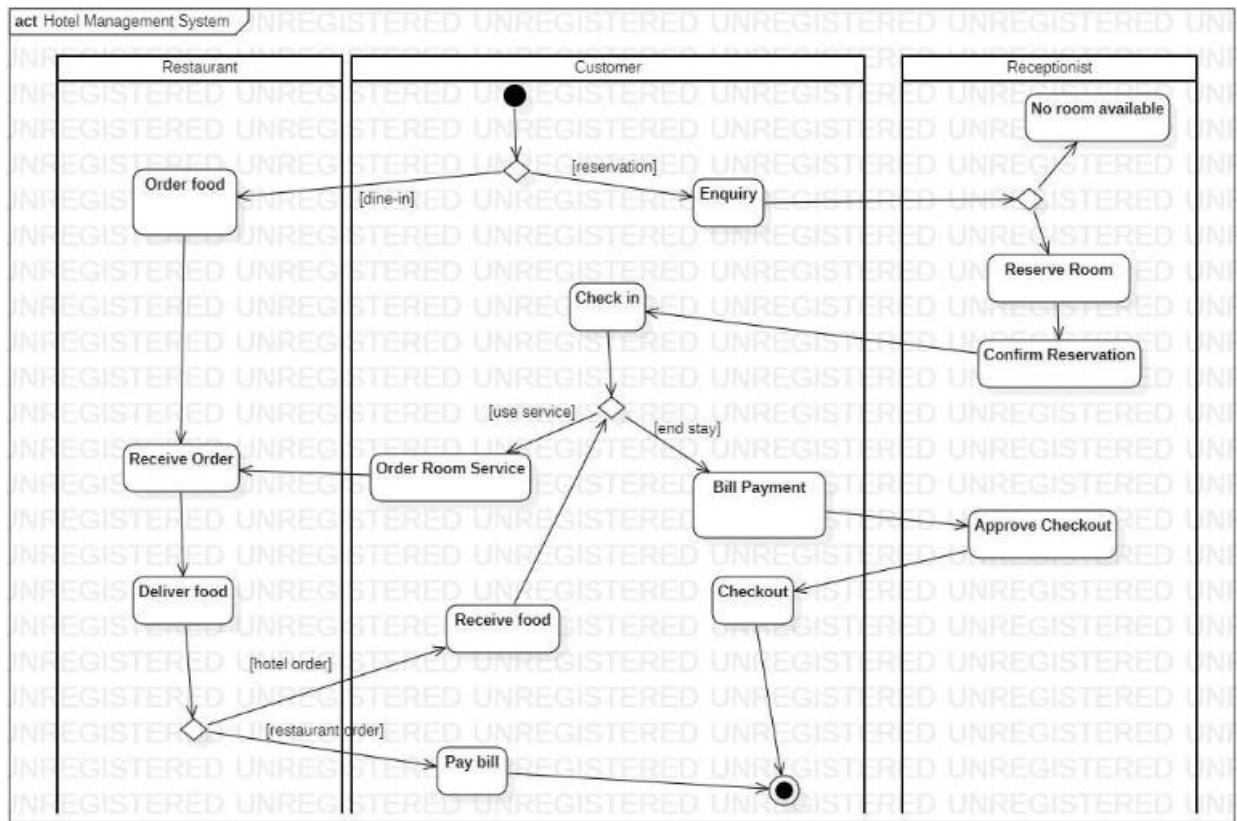 act Hotel Management System
Restaurant
Customer
Receptionist
No room available
[reservation]
Order food
[dine-in]
Enquiry
Reserve Room
Check in
Confirm Reservation
[use service]
[end stay]
Receive Order
Order Room Service
Bill Payment
Approve Checkout
Deliver food
Checkout
Receive food
[hotel order]
[restaurant order]
Pay bill
UNREGISTERED